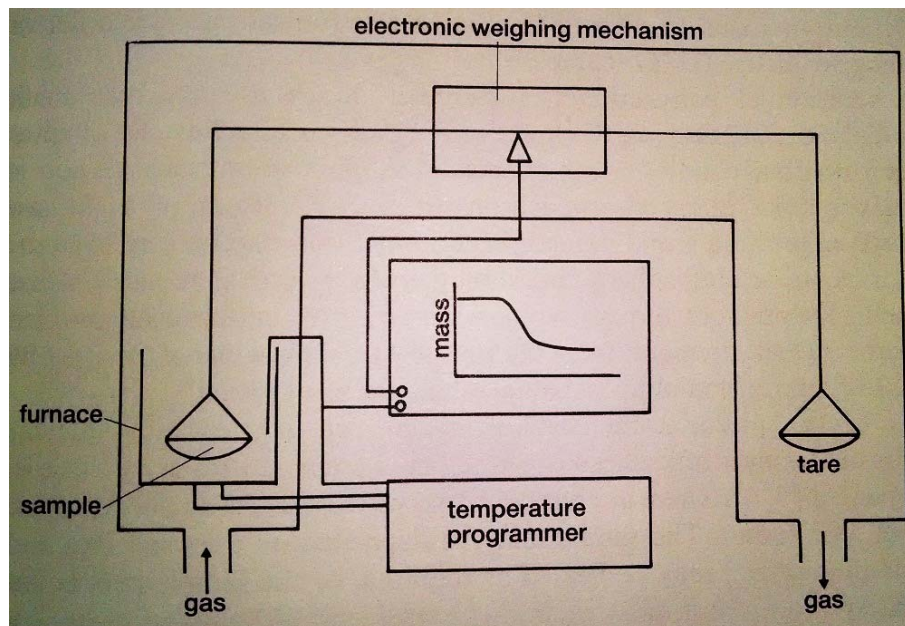 electronic weighing mechanism
mass
furnace
sample
tare
temperature
programmer
gas
gas